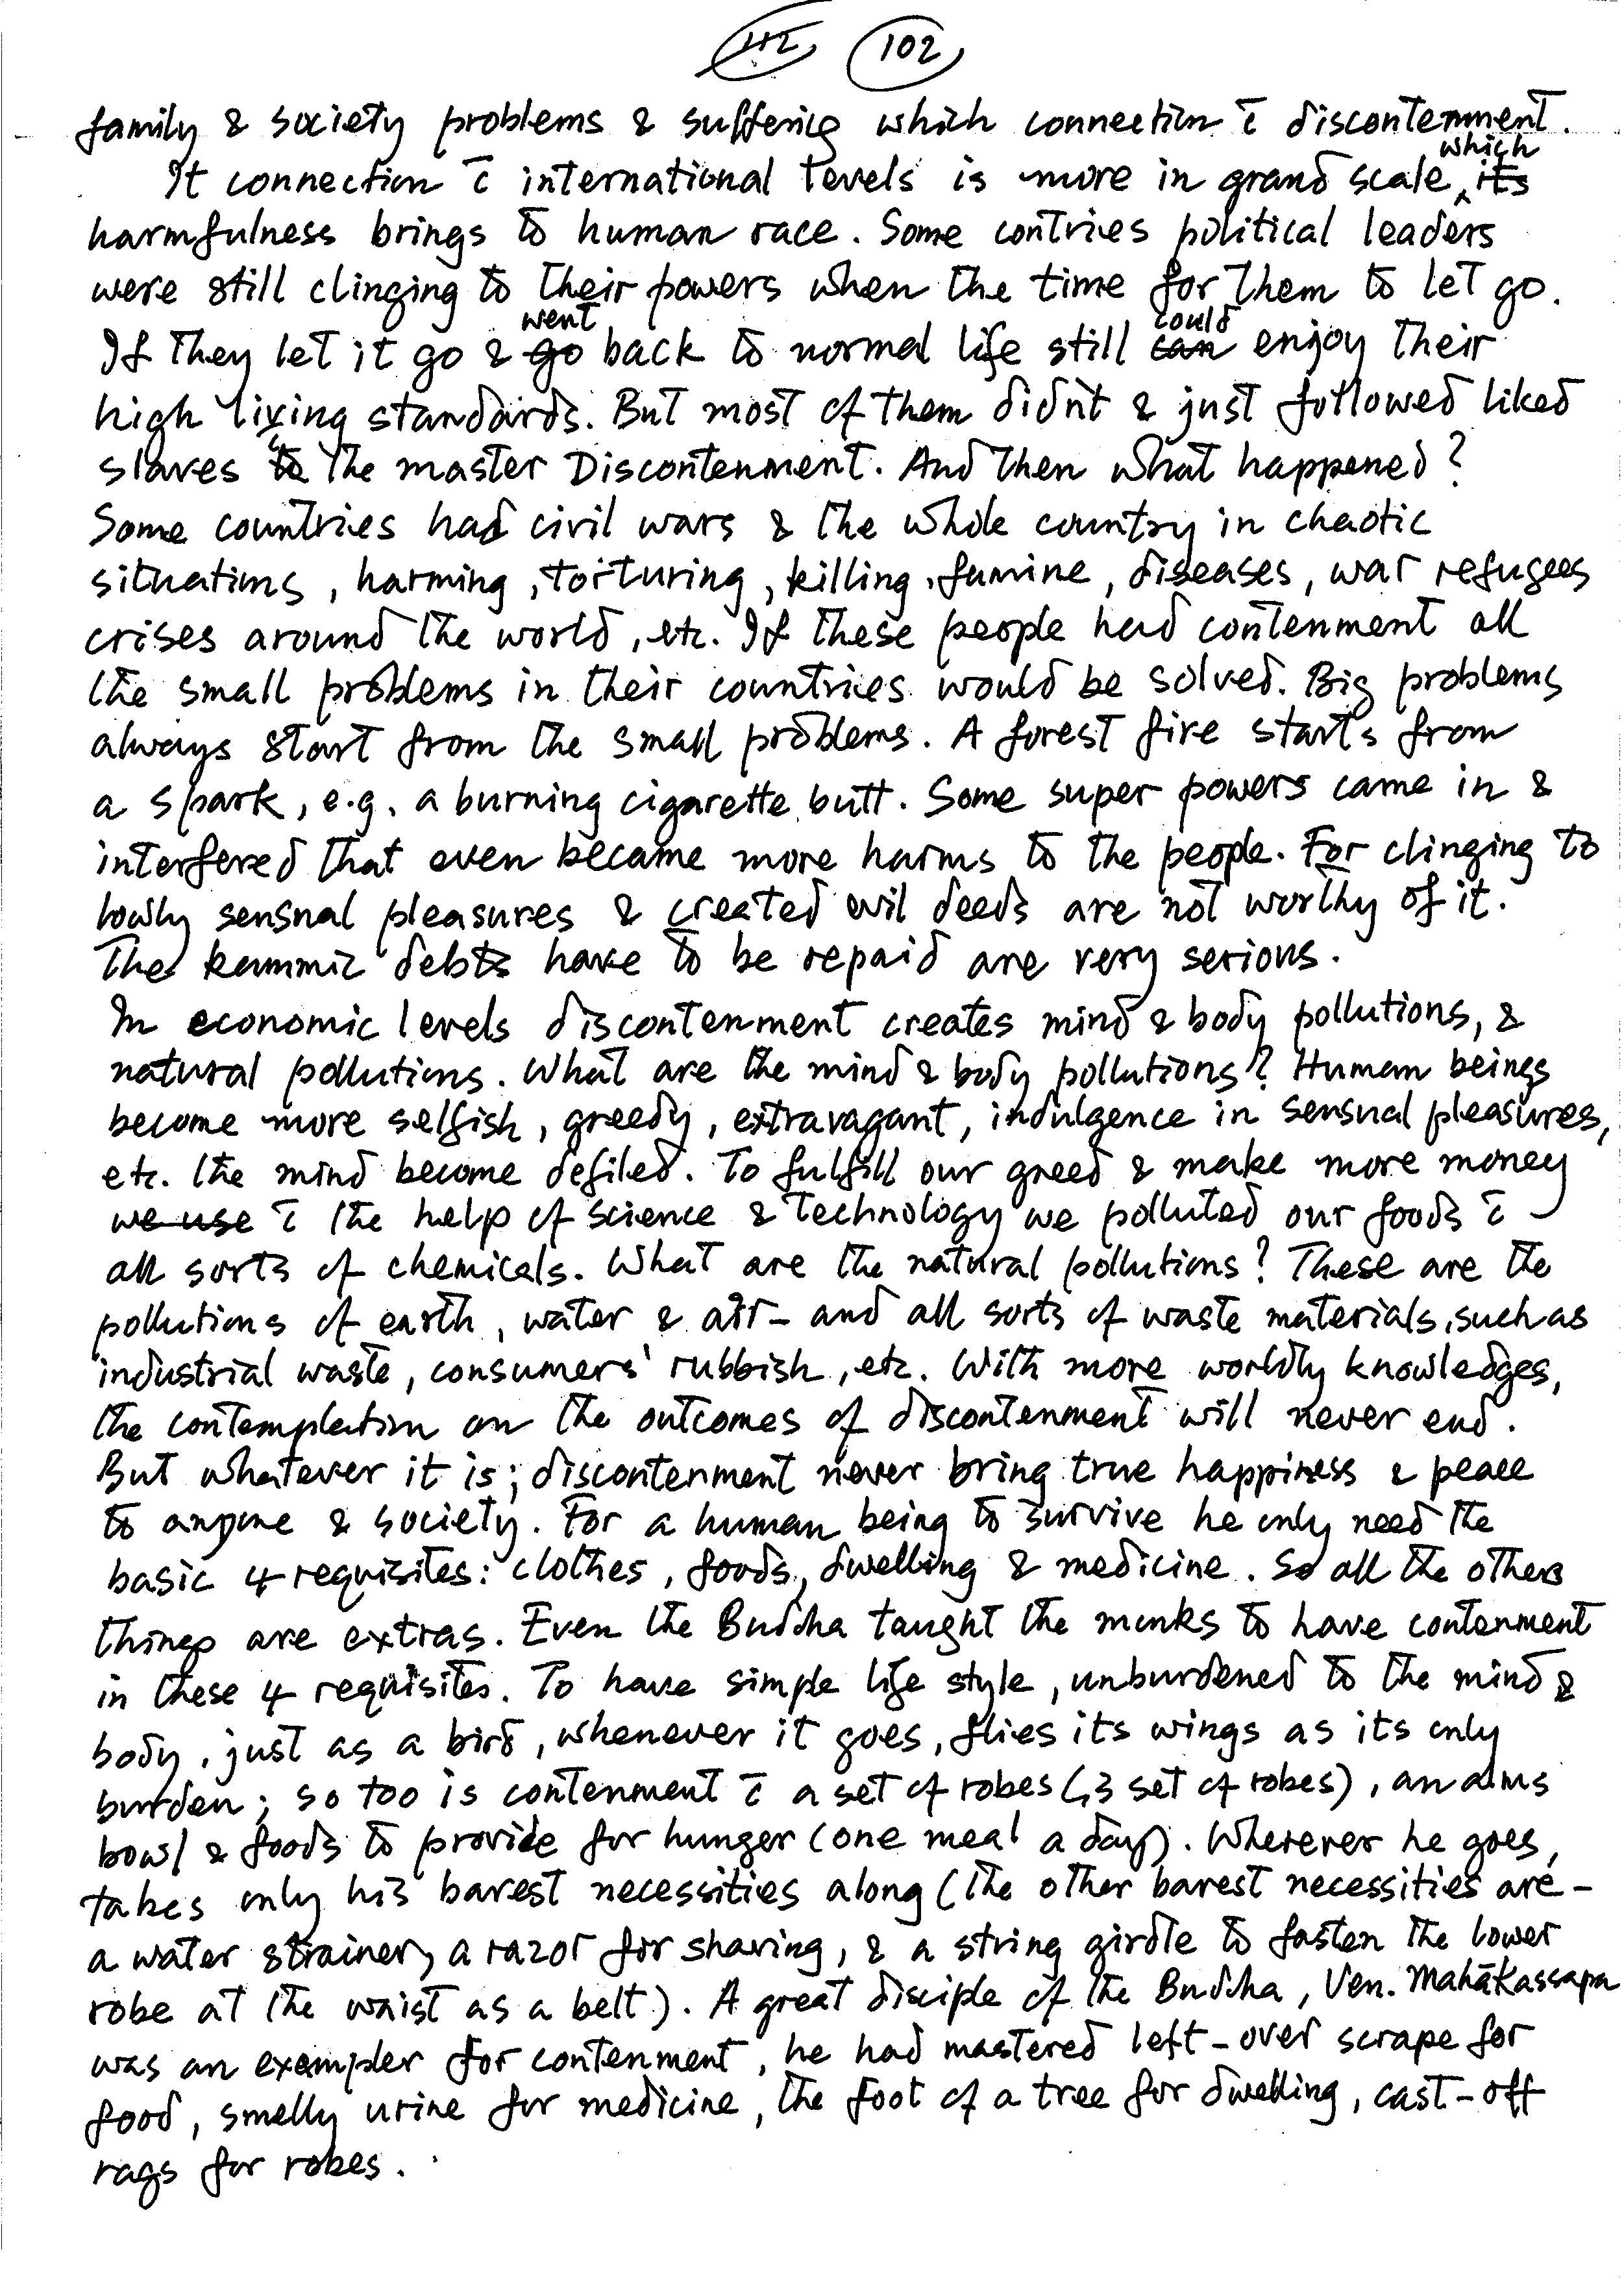 102
family & society problems & suffering which connection c̄ discontenment.
It connection c̄ international levels is more in grand scale, which its
harmfulness brings to human race. Some contries political leaders
were still clinging to their powers when the time for them to let go.
If they let it go & go went back to normal life still can could enjoy their
high living standards. But most of them didn't & just followed liked
slaves to the master Discontenment. And then what happened?
Some countries had civil wars & the whole country in chaotic
situations, harming, torturing, killing, famine, diseases, war refugees
crises around the world, etc. If these people had contenment all
the small problems in their countries would be solved. Big problems
always start from the small problems. A forest fire starts from
a spark, e.g. a burning cigarette butt. Some super powers came in &
interfered that even became more harms to the people. For clinging to
lowly sensual pleasures & created evil deeds are not worthy of it.
The kammic debts have to be repaid are very serious.
In economic levels discontenment creates mind & body pollutions, &
natural pollutions. What are the mind & body pollutions? Human beings
become more selfish, greedy, extravagant, indulgence in sensual pleasures,
etc. the mind become defiled. To fulfill our greed & make more money
we use c̄ the help of science & technology we polluted our foods c̄
all sorts of chemicals. What are the natural pollutions? These are the
pollutions of earth, water & air - and all sorts of waste materials, such as
industrial waste, consumers' rubbish, etc. With more worldly knowledges,
the contemplation on the outcomes of discontenment will never end.
But whatever it is; discontenment never bring true happiness & peace
to anyone & society. For a human being to survive he only need the
basic 4 requisites: clothes, foods, dwelling & medicine. So all the others
things are extras. Even the Buddha taught the monks to have contenment
in these 4 requisites. To have simple life style, unburdened to the mind &
body, just as a bird, whenever it goes, flies its wings as its only
burden; so too is contenment c̄ a set of robes (, 3 set of robes), an alms
bowl & foods to provide for hunger (one meal a day). Wherever he goes,
takes only his barest necessities along (the other barest necessities are -
a water strainer, a razor for shaving, & a string girdle to fasten the lower
robe at the waist as a belt). A great disciple of the Buddha, Ven. Mahākassapa
was an exampler for contenment, he had mastered left-over scrape for
food, smelly urine for medicine, the foot of a tree for dwelling, cast-off
rags for robes.